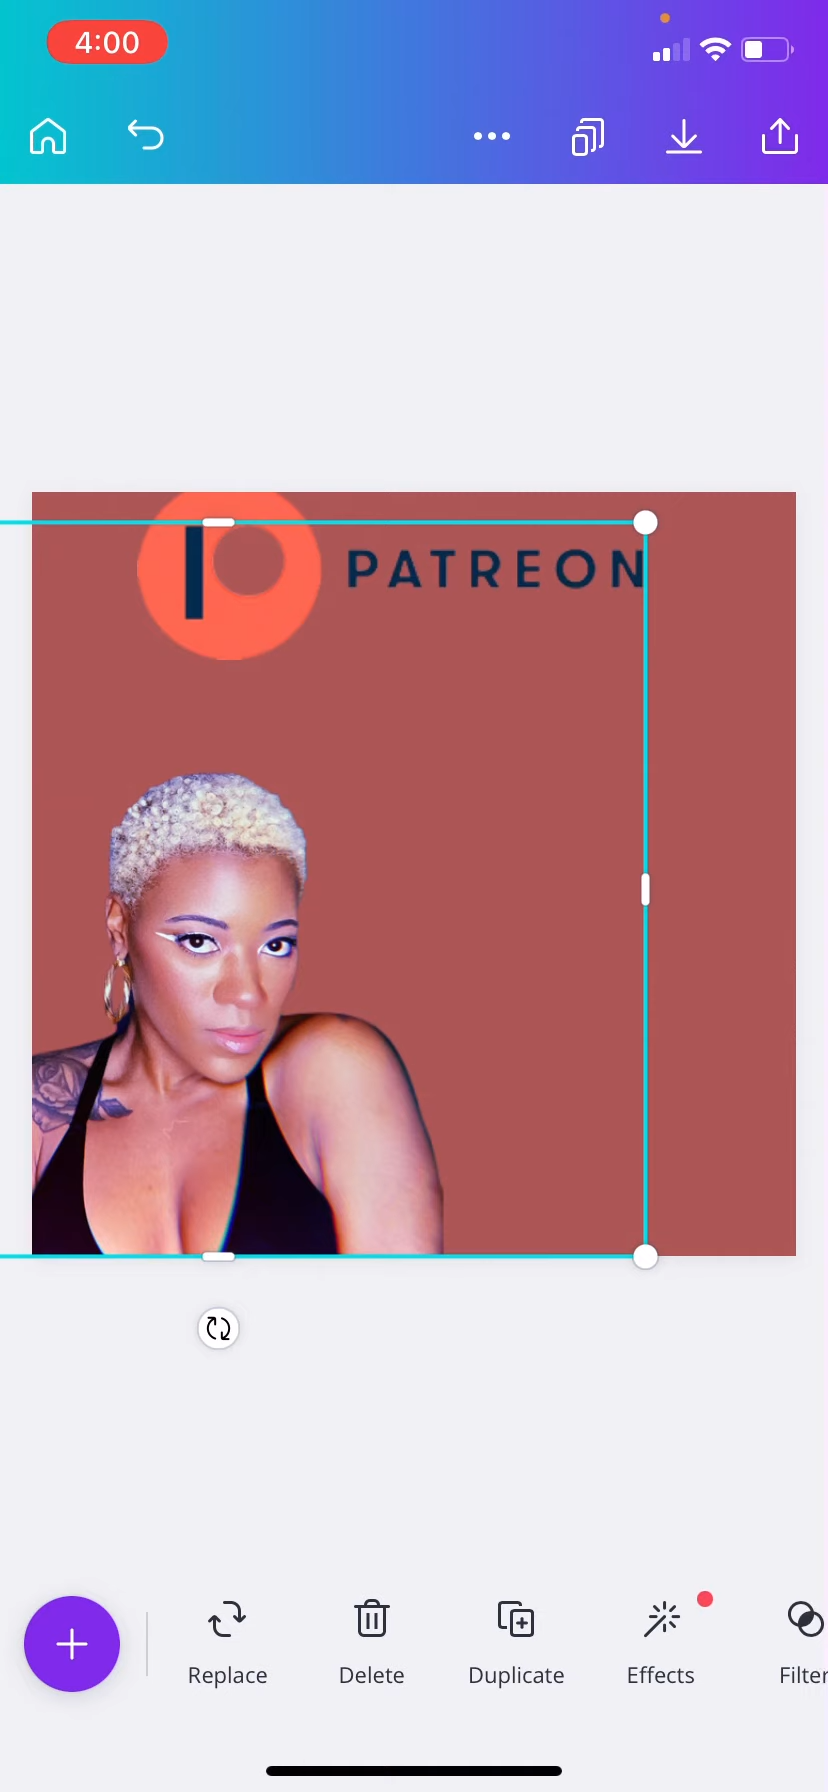 4:00
PATREON
Replace
Delete
Duplicate
Effects
Filter